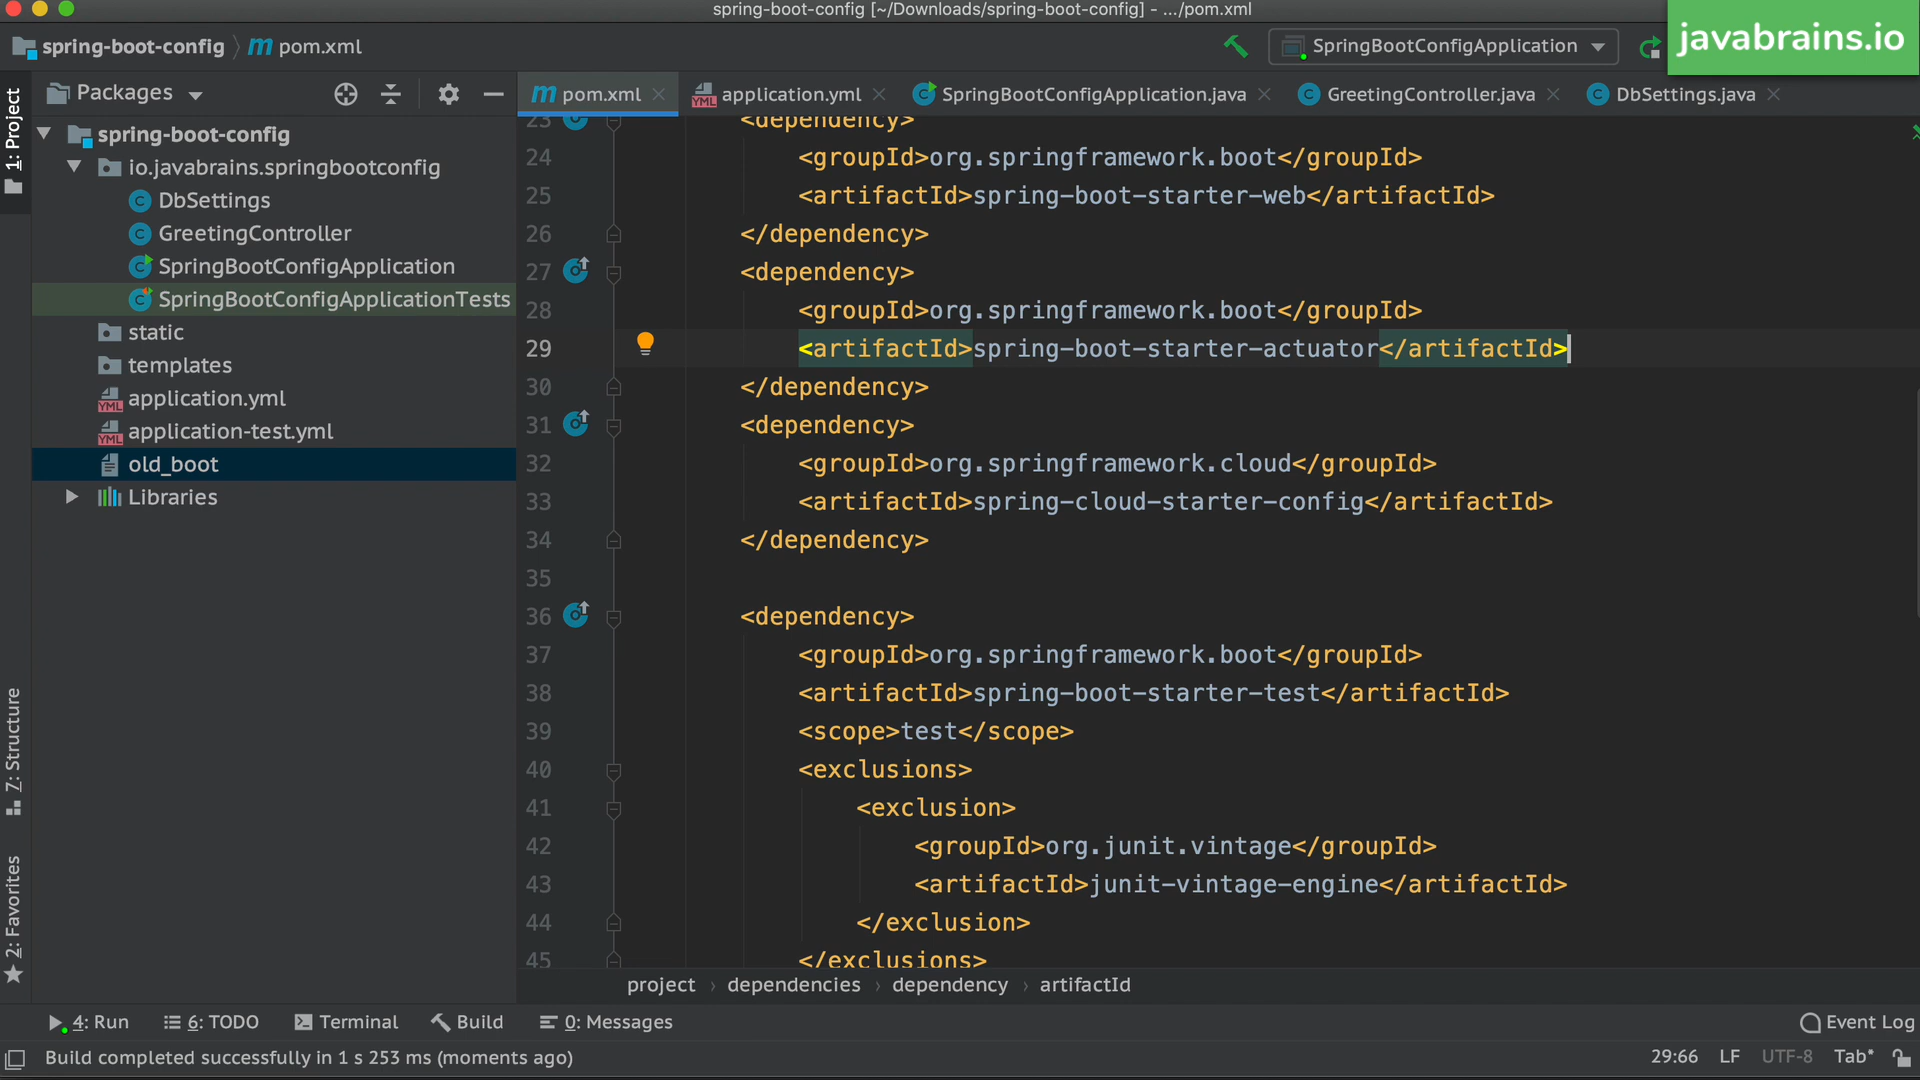 spring-boot-config [~/Downloads/spring-boot-config] - .../pom.xml
javabrains.io
spring-boot-config
m pom.xml
SpringBootConfigApplication
1: Project
Packages
m pom.xml
application.yml
SpringBootConfigApplication.java
GreetingController.java
DbSettings.java
spring-boot-config
io.javabrains.springbootconfig
DbSettings
GreetingController
SpringBootConfigApplication
SpringBootConfigApplicationTests
static
templates
application.yml
application-test.yml
old_boot
Libraries
7: Structure
2: Favorites
23 <dependency>
24 <groupId>org.springframework.boot</groupId>
25 <artifactId>spring-boot-starter-web</artifactId>
26 </dependency>
27 <dependency>
28 <groupId>org.springframework.boot</groupId>
29 <artifactId>spring-boot-starter-actuator</artifactId>
30 </dependency>
31 <dependency>
32 <groupId>org.springframework.cloud</groupId>
33 <artifactId>spring-cloud-starter-config</artifactId>
34 </dependency>
35
36 <dependency>
37 <groupId>org.springframework.boot</groupId>
38 <artifactId>spring-boot-starter-test</artifactId>
39 <scope>test</scope>
40 <exclusions>
41 <exclusion>
42 <groupId>org.junit.vintage</groupId>
43 <artifactId>junit-vintage-engine</artifactId>
44 </exclusion>
45 </exclusions>
project › dependencies › dependency › artifactId
4: Run
6: TODO
Terminal
Build
0: Messages
Event Log
Build completed successfully in 1 s 253 ms (moments ago)
29:66 LF UTF-8 Tab*